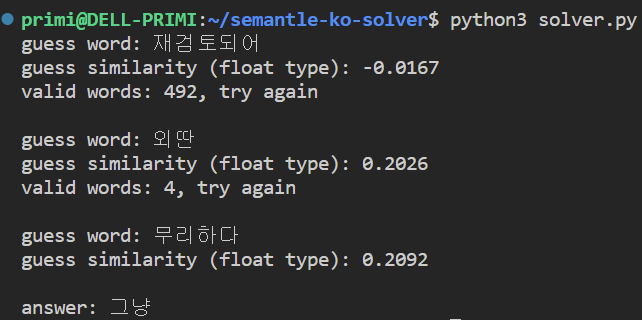 primi@DELL-PRIMI:~/semantle-ko-solver$ python3 solver.py
guess word: 재검토되어
guess similarity (float type): -0.0167
valid words: 492, try again
guess word: 외딴
guess similarity (float type): 0.2026
valid words: 4, try again
guess word: 무리하다
guess similarity (float type): 0.2092
answer: 그냥